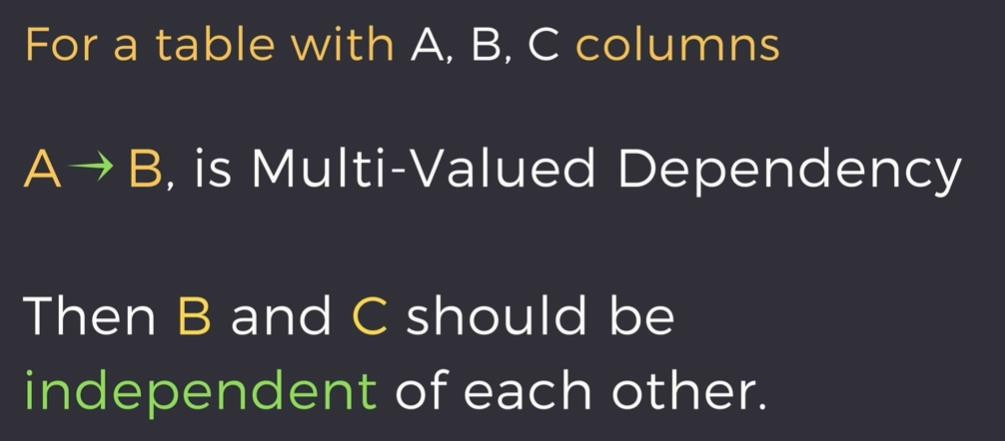 For a table with A, B, C columns
A → B, is Multi-Valued Dependency
Then B and C should be
independent of each other.